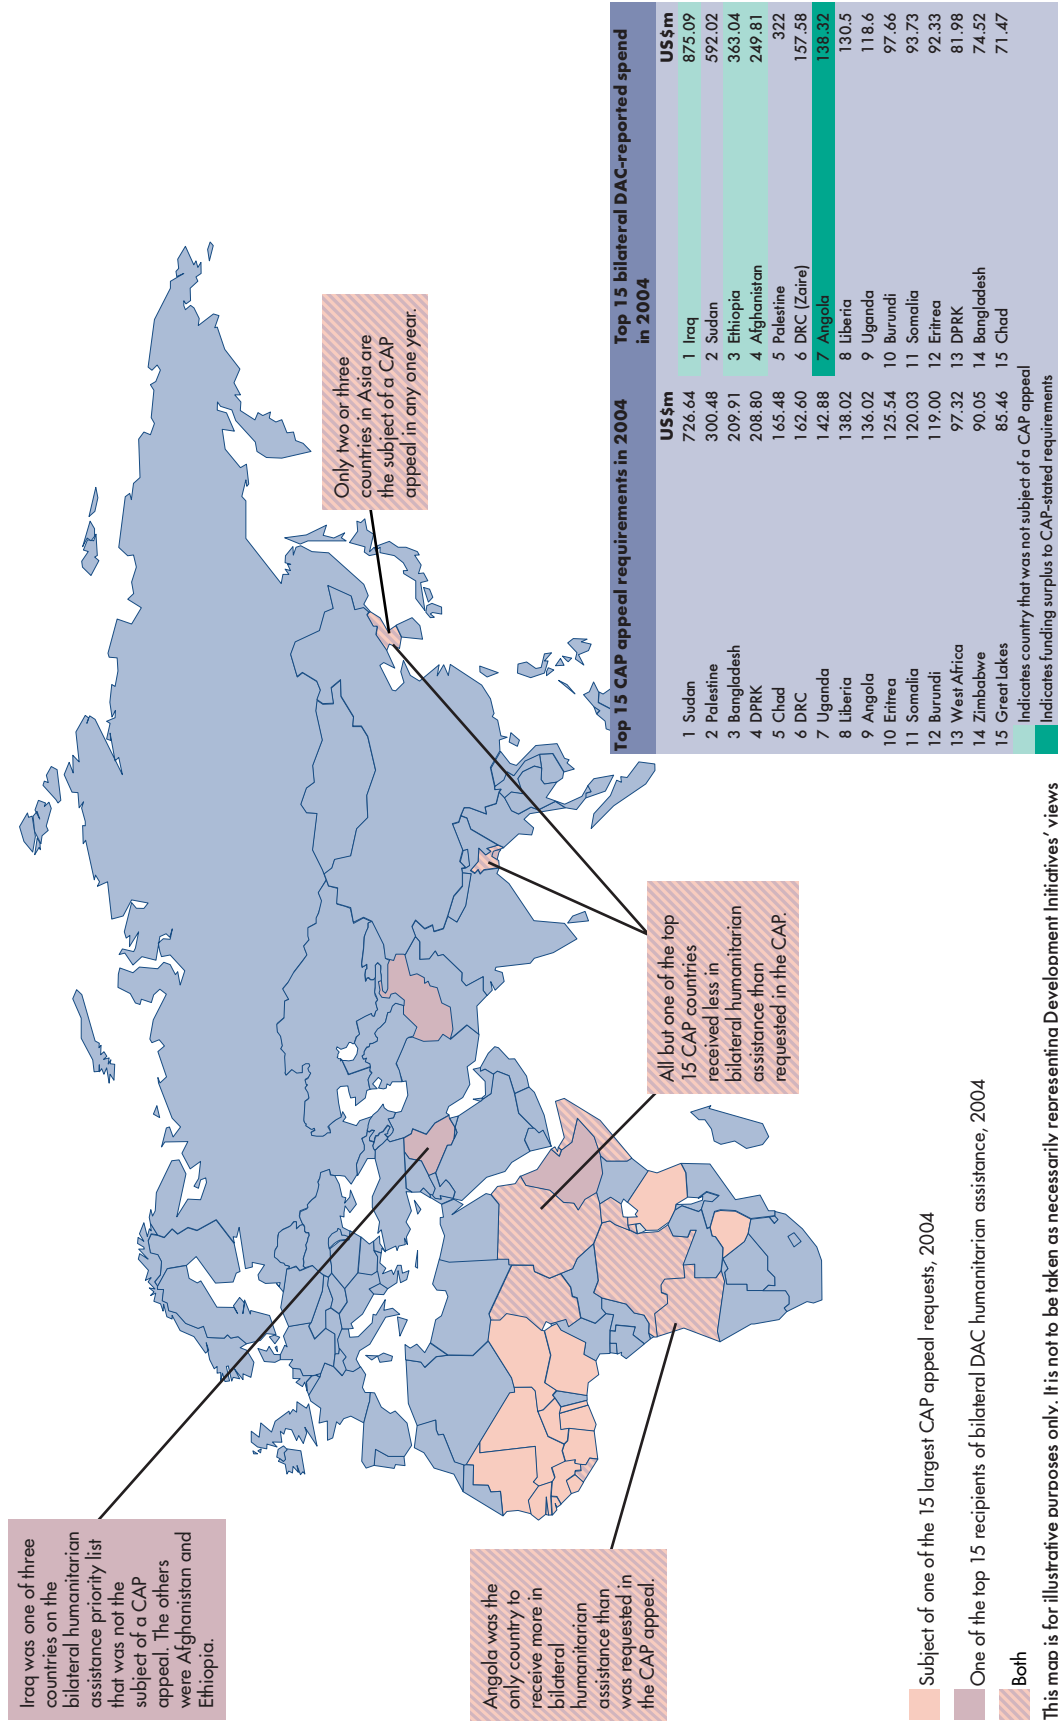 Iraq was one of three
countries on the
bilateral humanitarian
assistance priority list
that was not the
subject of a CAP
appeal. The others
were Afghanistan and
Ethiopia.
Only two or three
countries in Asia are
the subject of a CAP
appeal in any one year.
Angola was the
only country to
receive more in
bilateral
humanitarian
assistance than
was requested in
the CAP appeal.
All but one of the top
15 CAP countries
received less in
bilateral humanitarian
assistance than
requested in the CAP.
Subject of one of the 15 largest CAP appeal requests, 2004
One of the top 15 recipients of bilateral DAC humanitarian assistance, 2004
Both
This map is for illustrative purposes only. It is not to be taken as necessarily representing Development Initiatives' views
Top 15 CAP appeal requirements in 2004 Top 15 bilateral DAC-reported spend
in 2004
US$m US$m
1 Sudan 726.64 1 Iraq 875.09
2 Palestine 300.48 2 Sudan 592.02
3 Bangladesh 209.91 3 Ethiopia 363.04
4 DPRK 208.80 4 Afghanistan 249.81
5 Chad 165.48 5 Palestine 322
6 DRC 162.60 6 DRC (Zaire) 157.58
7 Uganda 142.88 7 Angola 138.32
8 Liberia 138.02 8 Liberia 130.5
9 Angola 136.02 9 Uganda 118.6
10 Eritrea 125.54 10 Burundi 97.66
11 Somalia 120.03 11 Somalia 93.73
12 Burundi 119.00 12 Eritrea 92.33
13 West Africa 97.32 13 DPRK 81.98
14 Zimbabwe 90.05 14 Bangladesh 74.52
15 Great Lakes 85.46 15 Chad 71.47
Indicates country that was not subject of a CAP appeal
Indicates funding surplus to CAP-stated requirements